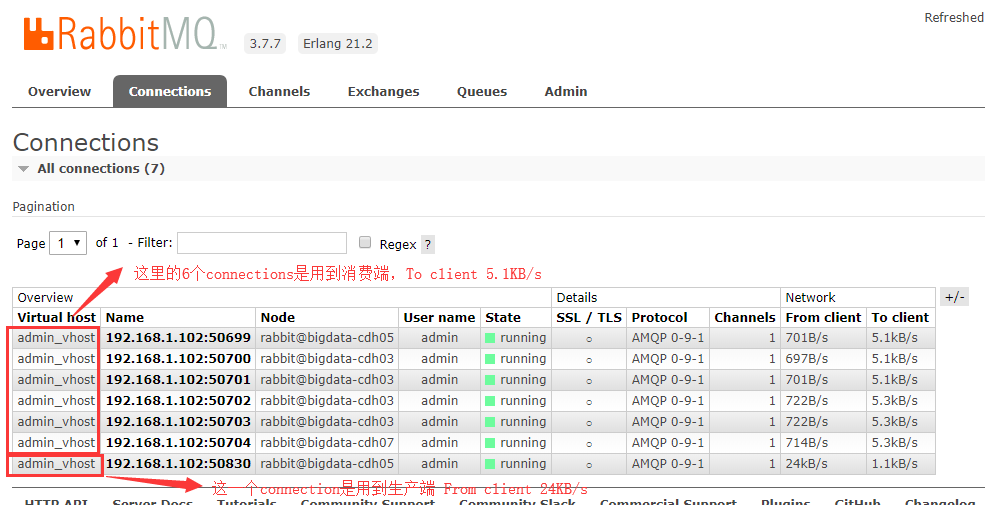 Refreshed
RabbitMQ TM 3.7.7 Erlang 21.2
Overview Connections Channels Exchanges Queues Admin
Connections
All connections (7)
Pagination
Page 1 of 1 - Filter: Regex ?
这里的6个connections是用到消费端，To client 5.1KB/s
Overview Details Network +/-
Virtual host Name Node User name State SSL / TLS Protocol Channels From client To client
admin_vhost 192.168.1.102:50699 rabbit@bigdata-cdh05 admin running ○ AMQP 0-9-1 1 701B/s 5.1kB/s
admin_vhost 192.168.1.102:50700 rabbit@bigdata-cdh03 admin running ○ AMQP 0-9-1 1 697B/s 5.1kB/s
admin_vhost 192.168.1.102:50701 rabbit@bigdata-cdh03 admin running ○ AMQP 0-9-1 1 701B/s 5.1kB/s
admin_vhost 192.168.1.102:50702 rabbit@bigdata-cdh03 admin running ○ AMQP 0-9-1 1 722B/s 5.3kB/s
admin_vhost 192.168.1.102:50703 rabbit@bigdata-cdh03 admin running ○ AMQP 0-9-1 1 722B/s 5.3kB/s
admin_vhost 192.168.1.102:50704 rabbit@bigdata-cdh07 admin running ○ AMQP 0-9-1 1 714B/s 5.3kB/s
admin_vhost 192.168.1.102:50830 rabbit@bigdata-cdh05 admin running ○ AMQP 0-9-1 1 24kB/s 1.1kB/s
这一个connection是用到生产端 From client 24KB/s
HTTP API Server Docs Tutorials Community Support Community Slack Commercial Support Plugins GitHub Changelog